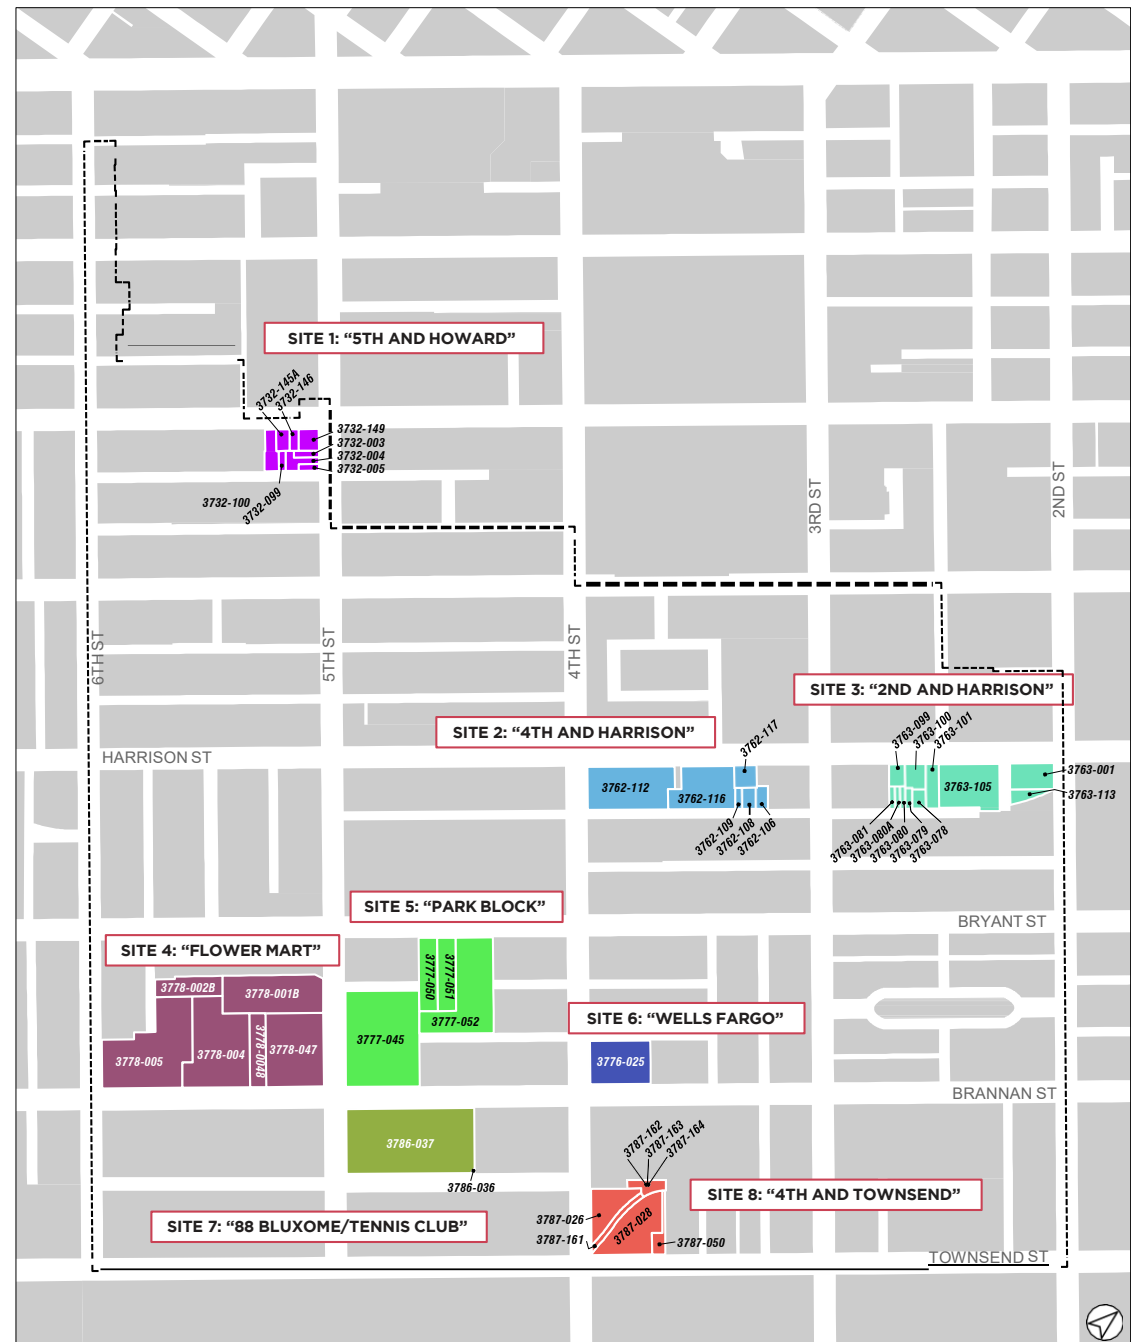 SITE 1: “5TH AND HOWARD”
3732-145A
3732-146
3732-149
3732-003
3732-004
3732-005
3732-100
3732-099
3RD ST
2ND ST
6TH ST
5TH ST
4TH ST
SITE 3: “2ND AND HARRISON”
SITE 2: “4TH AND HARRISON”
HARRISON ST
3762-117
3762-112
3762-116
3762-109
3762-108
3762-106
3763-099
3763-100
3763-101
3763-105
3763-001
3763-113
3763-081
3763-080A
3763-080
3763-079
3763-078
SITE 5: “PARK BLOCK”
BRYANT ST
SITE 4: “FLOWER MART”
3778-002B
3778-001B
3778-005
3778-004
3778-0048
3778-047
3777-050
3777-051
3777-052
3777-045
SITE 6: “WELLS FARGO”
3776-025
BRANNAN ST
3786-037
3786-036
3787-162
3787-163
3787-164
SITE 8: “4TH AND TOWNSEND”
SITE 7: “88 BLUXOME/TENNIS CLUB”
3787-026
3787-161
3787-028
3787-050
TOWNSEND ST